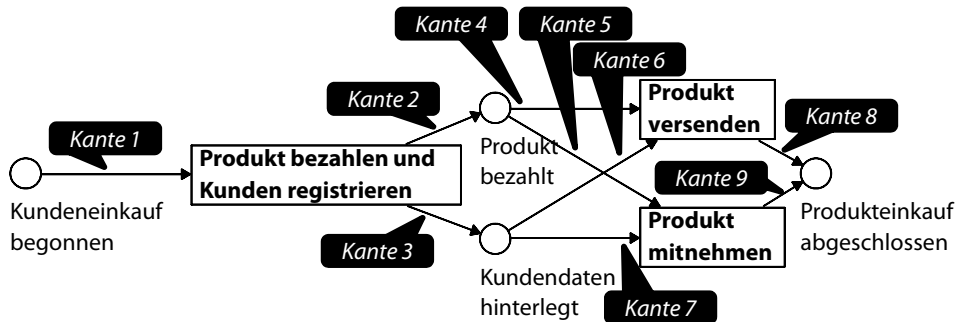 Kante 4
Kante 5
Kante 6
Kante 2
Kante 1
Produkt
versenden
Kante 8
Produkt
bezahlt
Produkt bezahlen und
Kunden registrieren
Kante 9
Kundeneinkauf
begonnen
Kante 3
Produkt
mitnehmen
Produkteinkauf
abgeschlossen
Kundendaten
hinterlegt
Kante 7